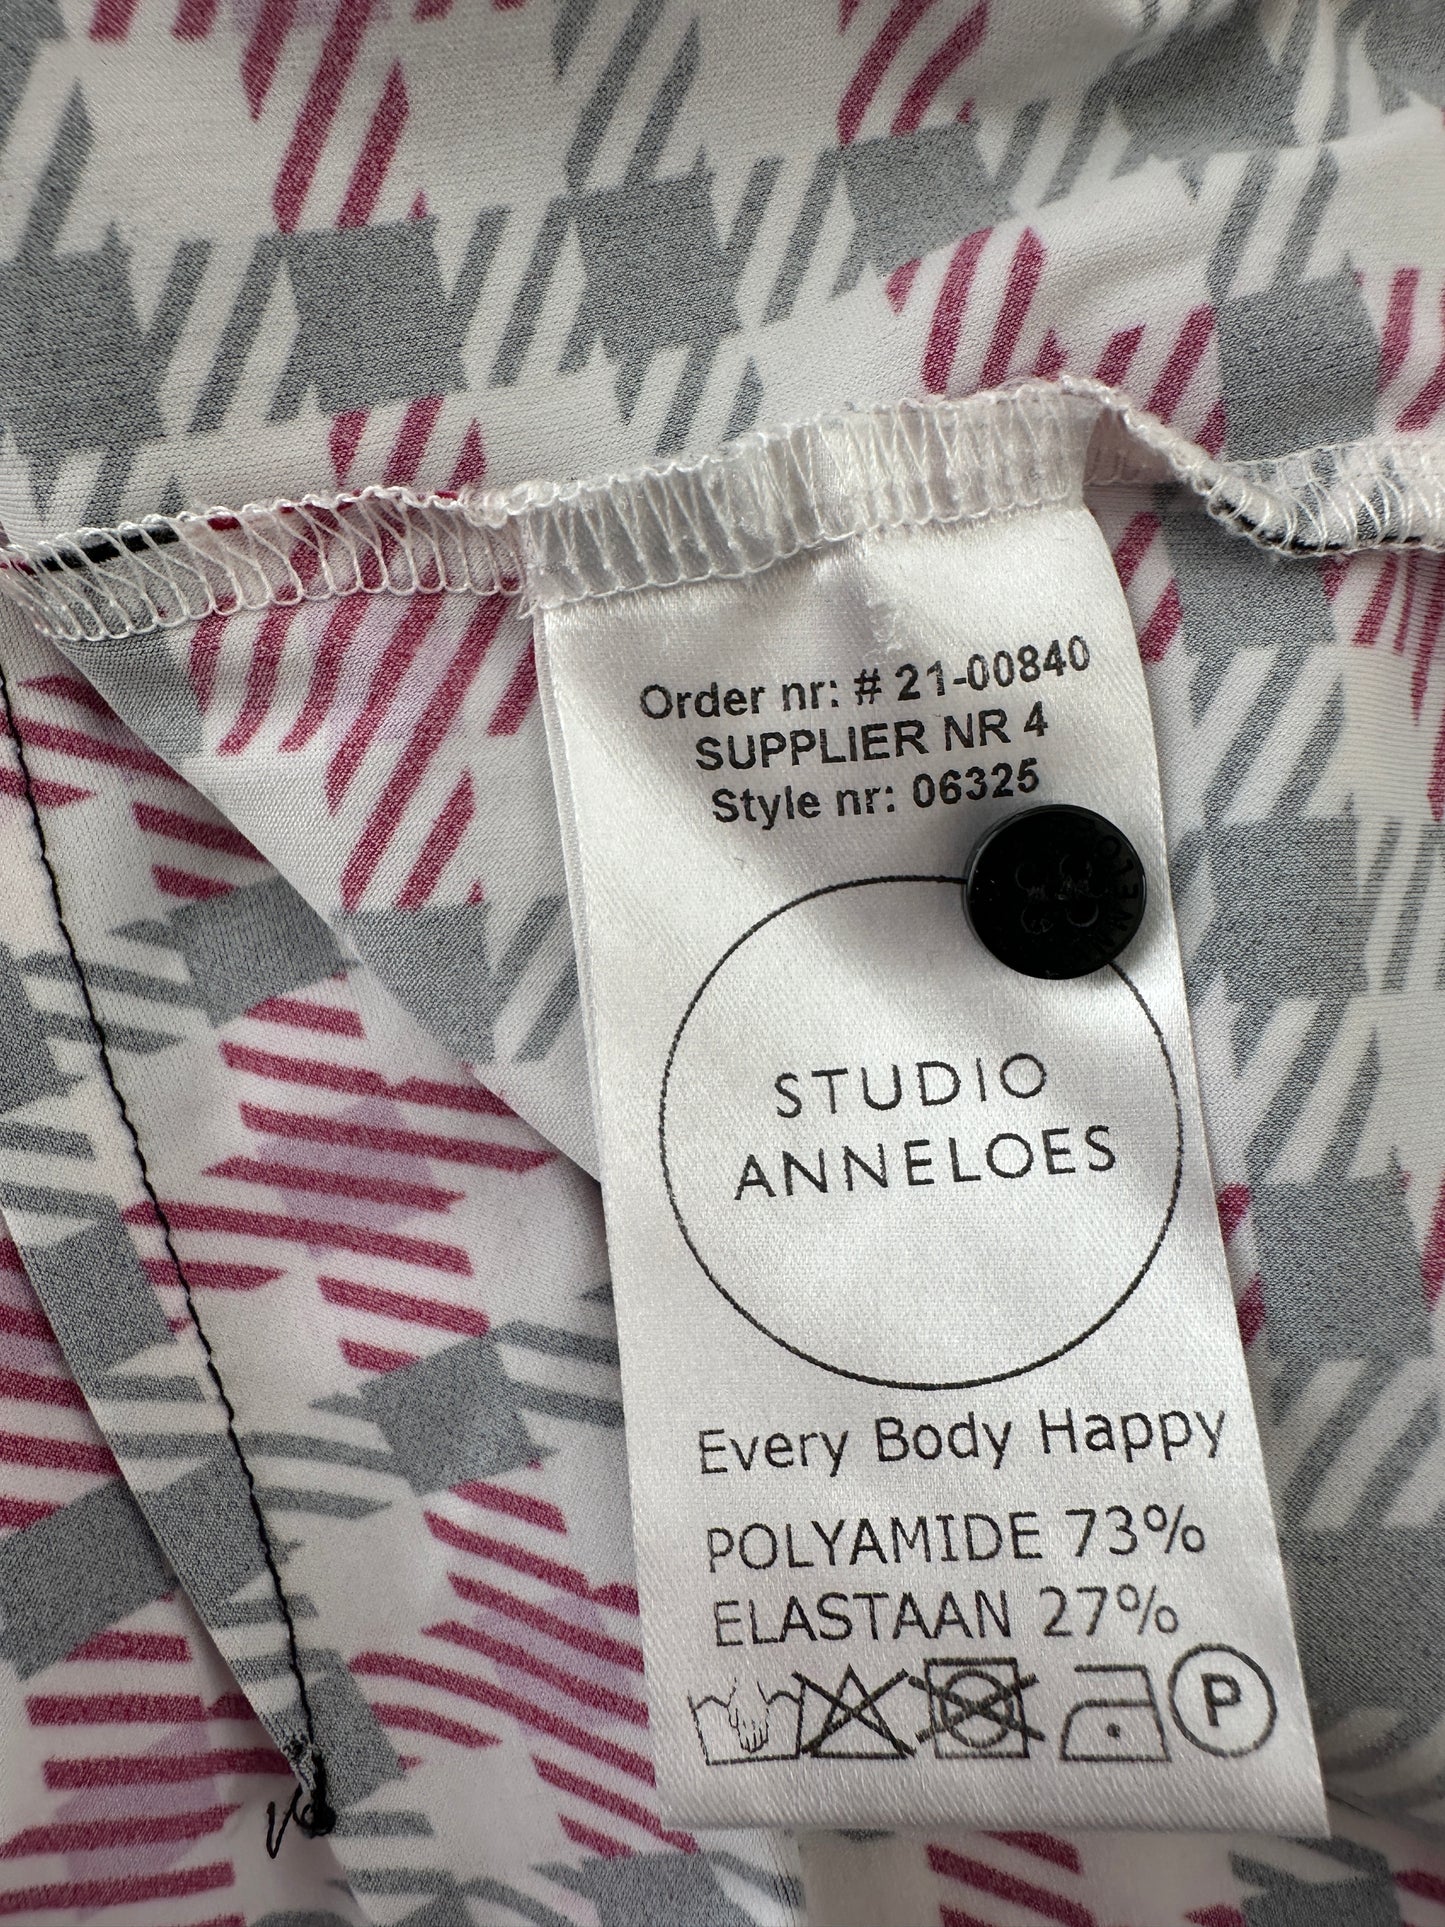 Order nr: # 21-00840
SUPPLIER NR 4
Style nr: 06325
STUDIO
ANNELOES
Every Body Happy
POLYAMIDE 73%
ELASTAAN 27%
P